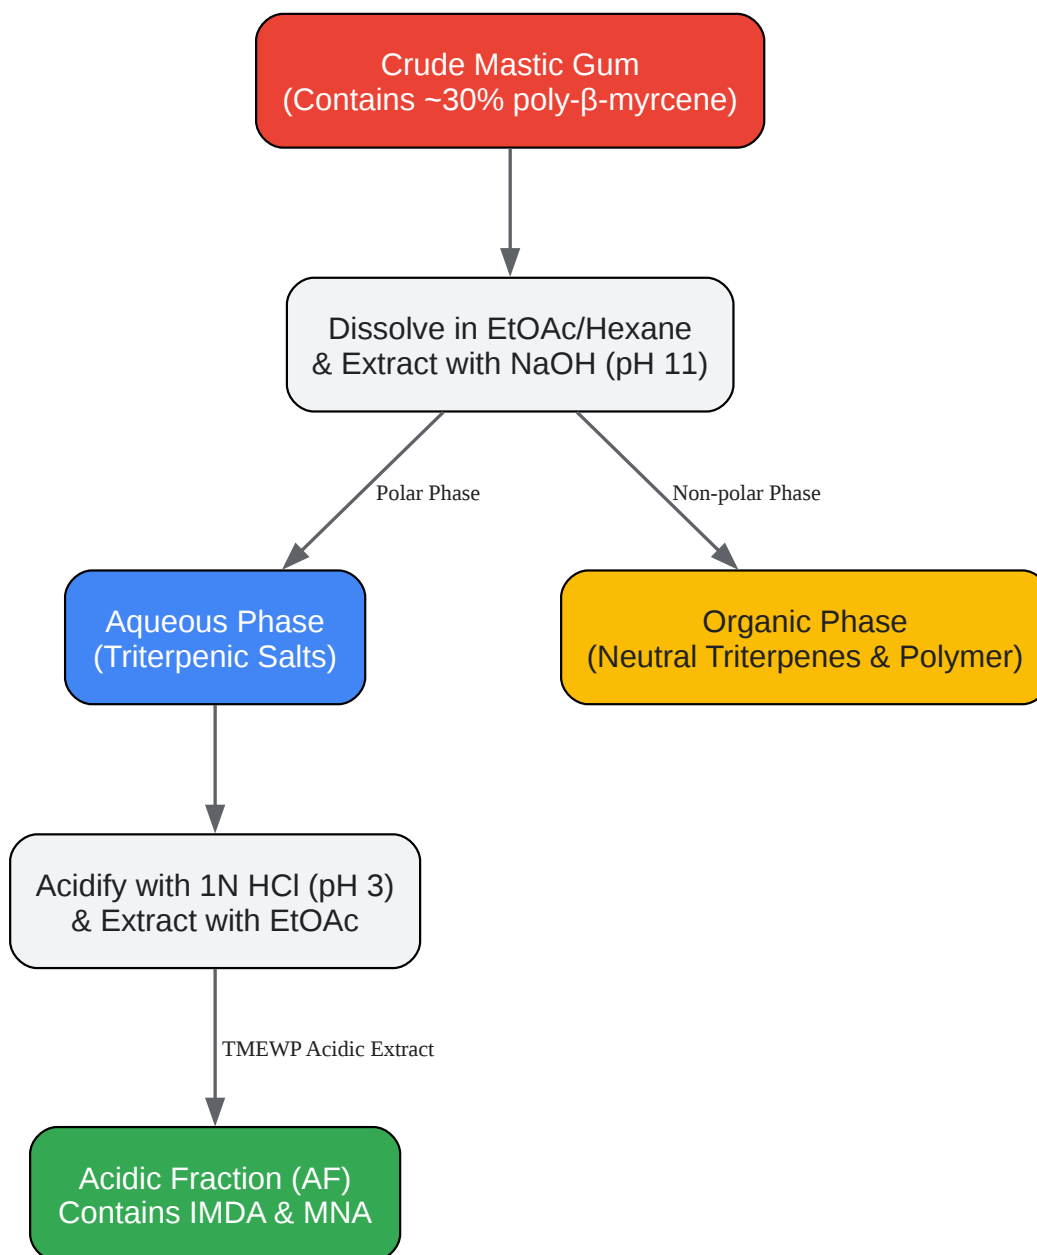 Crude Mastic Gum
(Contains ~30% poly-β-myrcene)
Dissolve in EtOAc/Hexane
& Extract with NaOH (pH 11)
Polar Phase
Non-polar Phase
Aqueous Phase
(Triterpenic Salts)
Organic Phase
(Neutral Triterpenes & Polymer)
Acidify with 1N HCl (pH 3)
& Extract with EtOAc
TMEWP Acidic Extract
Acidic Fraction (AF)
Contains IMDA & MNA